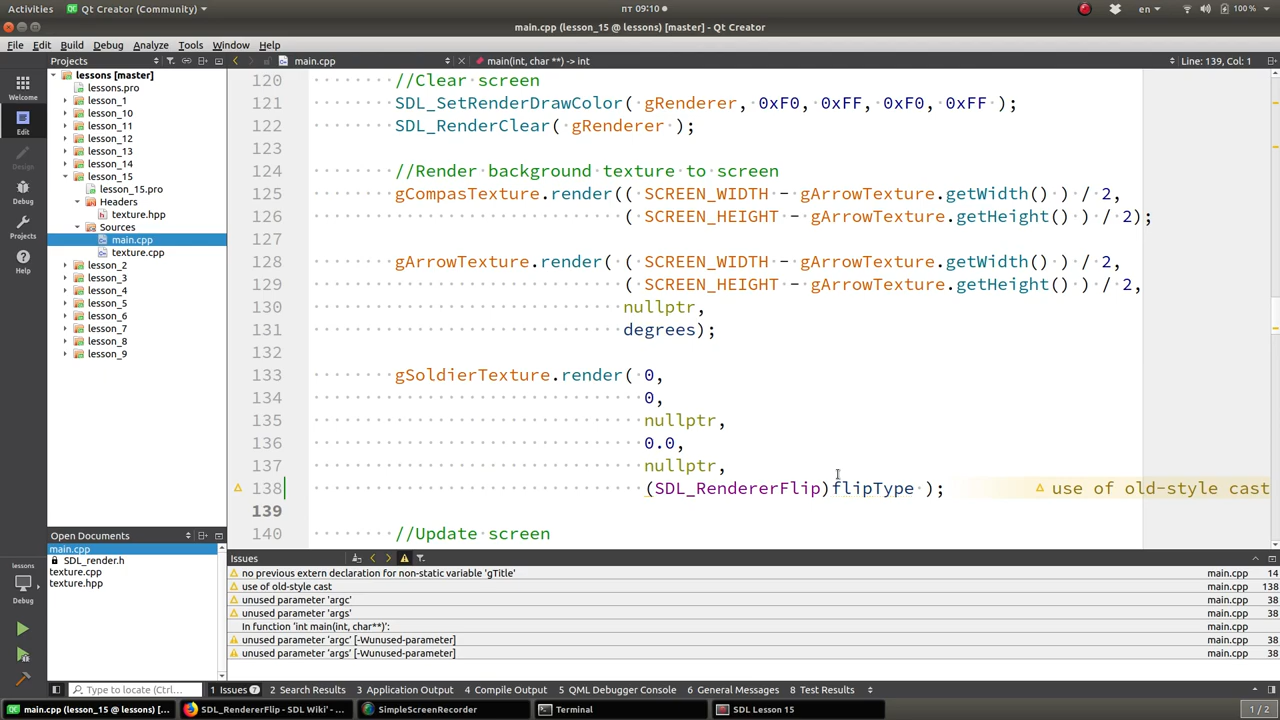 Activities Qt Creator (Community) пт 09:10 en 100 %
main.cpp (lesson_15 @ lessons) [master] - Qt Creator
File Edit Build Debug Analyze Tools Window Help
Projects main.cpp main(int, char **) -> int Line: 139, Col: 1
Welcome
Edit
Design
Debug
Projects
Help
lessons [master]
lessons.pro
lesson_1
lesson_10
lesson_11
lesson_12
lesson_13
lesson_14
lesson_15
lesson_15.pro
Headers
texture.hpp
Sources
main.cpp
texture.cpp
lesson_2
lesson_3
lesson_4
lesson_5
lesson_6
lesson_7
lesson_8
lesson_9
120 //Clear screen
121 SDL_SetRenderDrawColor( gRenderer, 0xF0, 0xFF, 0xF0, 0xFF );
122 SDL_RenderClear( gRenderer );
123
124 //Render background texture to screen
125 gCompasTexture.render(( SCREEN_WIDTH - gArrowTexture.getWidth() ) / 2,
126 ( SCREEN_HEIGHT - gArrowTexture.getHeight() ) / 2);
127
128 gArrowTexture.render( ( SCREEN_WIDTH - gArrowTexture.getWidth() ) / 2,
129 ( SCREEN_HEIGHT - gArrowTexture.getHeight() ) / 2,
130 nullptr,
131 degrees);
132
133 gSoldierTexture.render( 0,
134 0,
135 nullptr,
136 0.0,
137 nullptr,
138 (SDL_RendererFlip)flipType ); use of old-style cast
139
140 //Update screen
Open Documents
main.cpp
SDL_render.h
texture.cpp
texture.hpp
Issues
no previous extern declaration for non-static variable 'gTitle' main.cpp 14
use of old-style cast main.cpp 138
unused parameter 'argc' main.cpp 38
unused parameter 'args' main.cpp 38
In function 'int main(int, char**)': main.cpp
unused parameter 'argc' [-Wunused-parameter] main.cpp 38
unused parameter 'args' [-Wunused-parameter] main.cpp 38
lessons
Debug
Type to locate (Ctrl-... 1 Issues 7 2 Search Results 3 Application Output 4 Compile Output 5 QML Debugger Console 6 General Messages 8 Test Results
main.cpp (lesson_15 @ lessons) [... SDL_RendererFlip - SDL Wiki' - ... SimpleScreenRecorder Terminal SDL Lesson 15 1 / 2